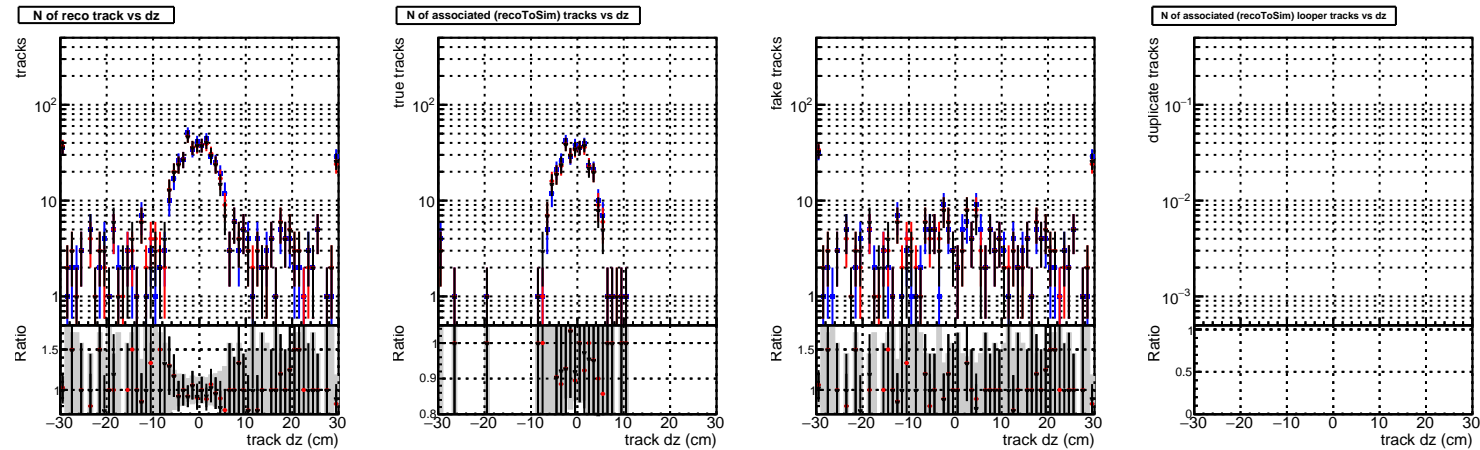 N of reco track vs dz
tracks
10²
10
1
Ratio
1.5
1
−30 −20 −10 0 10 20 30
track dz (cm)
N of associated (recoToSim) tracks vs dz
true tracks
10²
10
1
Ratio
1
0.9
0.8
−30 −20 −10 0 10 20 30
track dz (cm)
fake tracks
10²
10
1
Ratio
1.5
1
−30 −20 −10 0 10 20 30
track dz (cm)
N of associated (recoToSim) looper tracks vs dz
duplicate tracks
10⁻¹
10⁻²
10⁻³
Ratio
1
0.5
0
−30 −20 −10 0 10 20 30
track dz (cm)